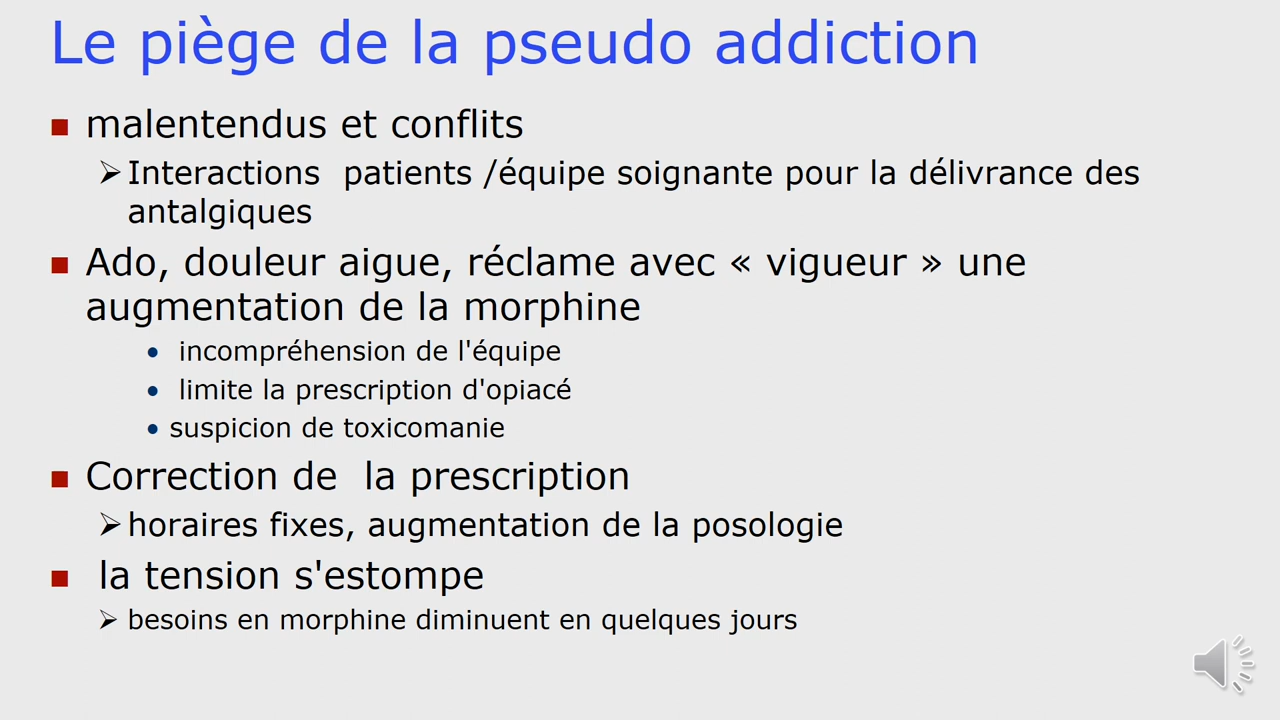 Le piège de la pseudo addiction
malentendus et conflits
Interactions  patients /équipe soignante pour la délivrance des
antalgiques
Ado, douleur aigue, réclame avec « vigueur » une
augmentation de la morphine
incompréhension de l'équipe
limite la prescription d'opiacé
suspicion de toxicomanie
Correction de  la prescription
horaires fixes, augmentation de la posologie
la tension s'estompe
besoins en morphine diminuent en quelques jours